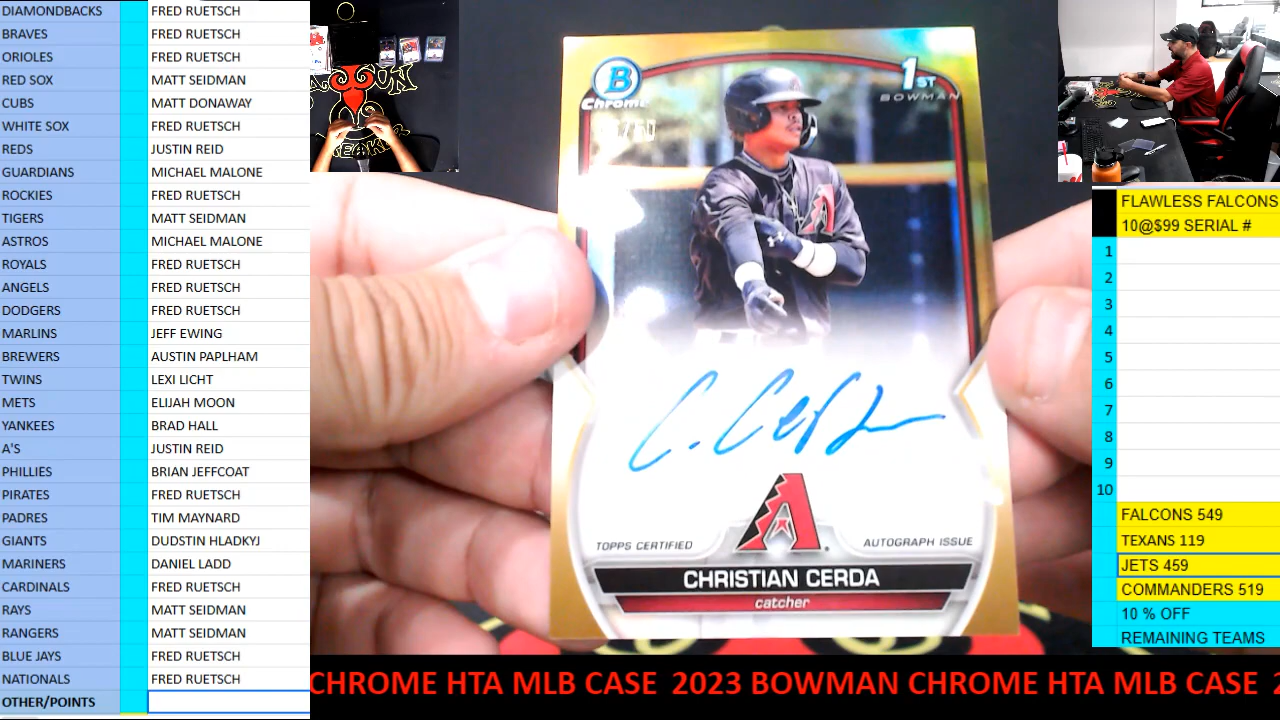 DIAMONDBACKS FRED RUETSCH
BRAVES FRED RUETSCH
ORIOLES FRED RUETSCH
RED SOX MATT SEIDMAN
CUBS MATT DONAWAY
WHITE SOX FRED RUETSCH
REDS JUSTIN REID
GUARDIANS MICHAEL MALONE
ROCKIES FRED RUETSCH
TIGERS MATT SEIDMAN
ASTROS MICHAEL MALONE
ROYALS FRED RUETSCH
ANGELS FRED RUETSCH
DODGERS FRED RUETSCH
MARLINS JEFF EWING
BREWERS AUSTIN PAPLHAM
TWINS LEXI LICHT
METS ELIJAH MOON
YANKEES BRAD HALL
A'S JUSTIN REID
PHILLIES BRIAN JEFFCOAT
PIRATES FRED RUETSCH
PADRES TIM MAYNARD
GIANTS DUDSTIN HLADKYJ
MARINERS DANIEL LADD
CARDINALS FRED RUETSCH
RAYS MATT SEIDMAN
RANGERS MATT SEIDMAN
BLUE JAYS FRED RUETSCH
NATIONALS FRED RUETSCH
OTHER/POINTS
B
Chrome
1ST
BOWMAN
C. Cerda
TOPPS CERTIFIED
AUTOGRAPH ISSUE
CHRISTIAN CERDA
catcher
FLAWLESS FALCONS
10@$99 SERIAL #
1
2
3
4
5
6
7
8
9
10
FALCONS 549
TEXANS 119
JETS 459
COMMANDERS 519
10 % OFF
REMAINING TEAMS
CHROME HTA MLB CASE 2023 BOWMAN CHROME HTA MLB CASE